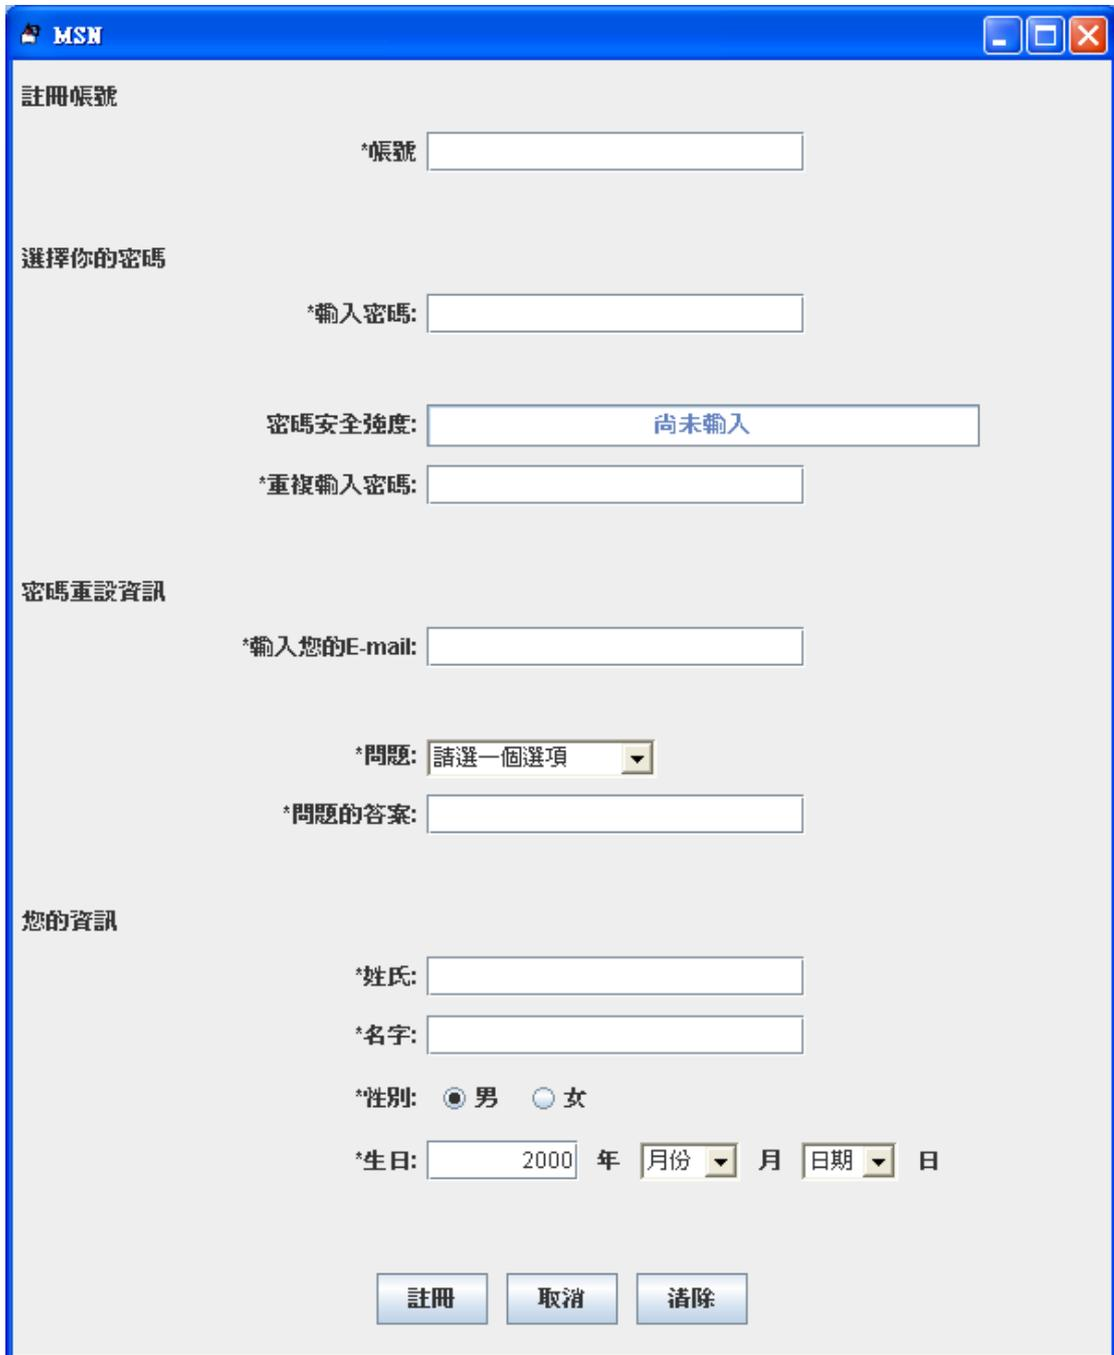 MSN
註冊帳號
*帳號
選擇你的密碼
*輸入密碼:
密碼安全強度: 尚未輸入
*重複輸入密碼:
密碼重設資訊
*輸入您的E-mail:
*問題: 請選一個選項
*問題的答案:
您的資訊
*姓氏:
*名字:
*性別: 男 女
*生日: 2000 年 月份 月 日期 日
註冊 取消 清除